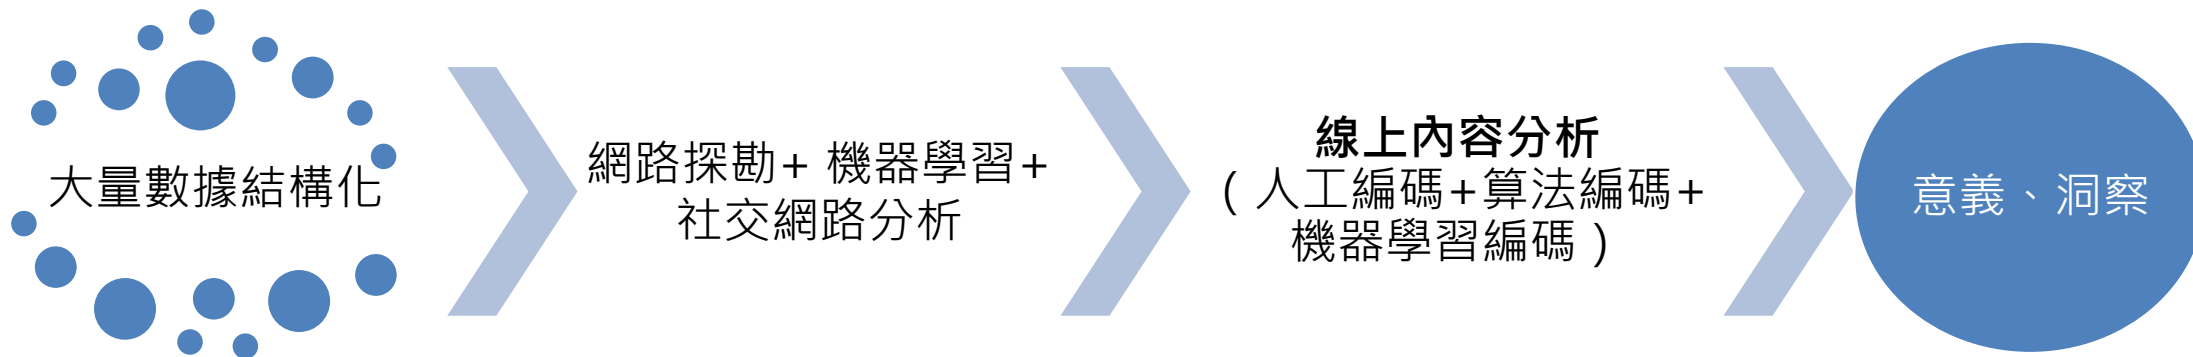 大量數據結構化
網路探勘+ 機器學習+
社交網路分析
線上內容分析
( 人工編碼+算法編碼+
機器學習編碼 )
意義、洞察